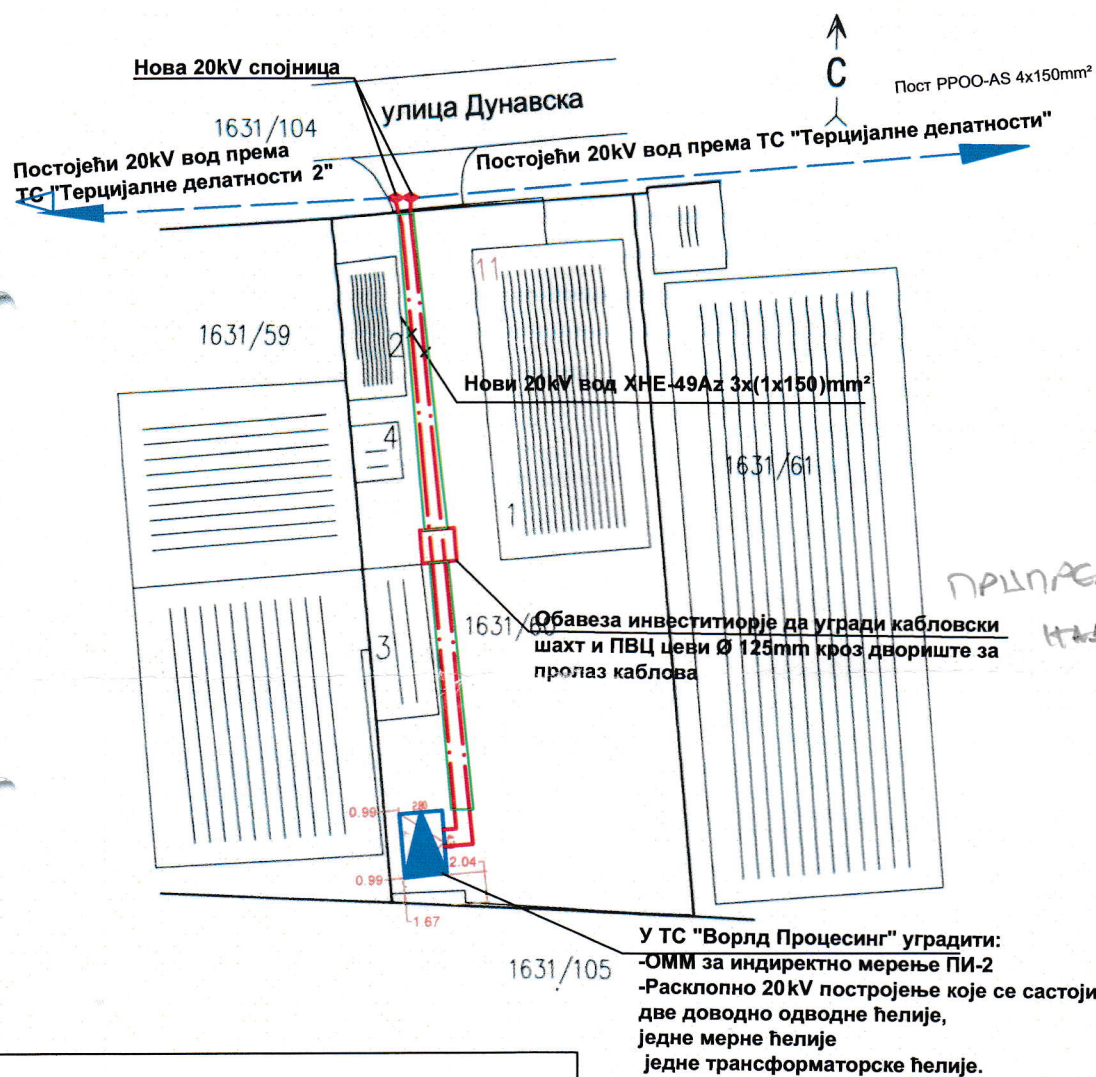 Нова 20kV спојница
С
Пост PPOO-AS 4x150mm²
улица Дунавска
1631/104
Постојећи 20kV вод према
ТС "Терцијалне делатности 2"
Постојећи 20kV вод према ТС "Терцијалне делатности"
11
1631/59
2
Нови 20kV вод XHE-49Az 3x(1x150)mm²
4
1631/61
1
1631/60
Обавеза инвеститиорје да угради кабловски
шахт и ПВЦ цеви Ø 125mm кроз двориште за
пролаз каблова
3
0.99
2.04
0.99
1.67
У ТС "Ворлд Процесинг" уградити:
-ОММ за индиректно мерење ПИ-2
-Расклопно 20kV постројење које се састоји
две доводно одводне ћелије,
једне мерне ћелије
једне трансформаторске ћелије.
1631/105